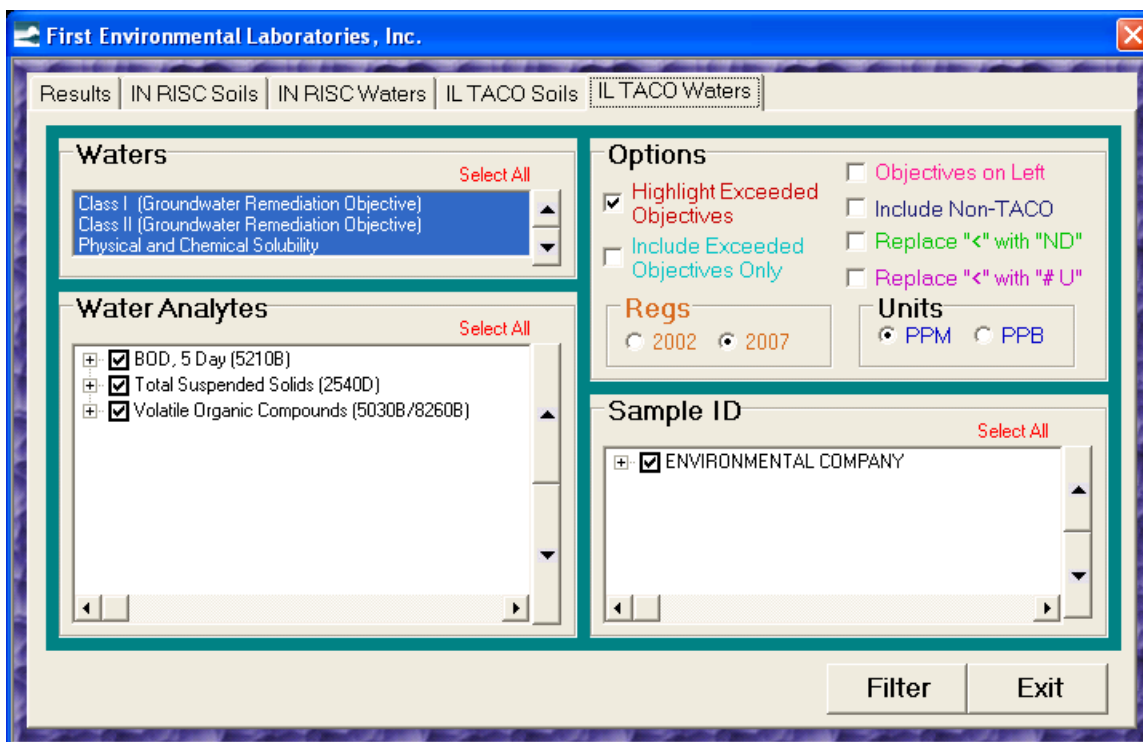 First Environmental Laboratories, Inc.
Results IN RISC Soils IN RISC Waters IL TACO Soils IL TACO Waters
Waters
Select All
Class I (Groundwater Remediation Objective)
Class II (Groundwater Remediation Objective)
Physical and Chemical Solubility
Water Analytes
Select All
BOD, 5 Day (5210B)
Total Suspended Solids (2540D)
Volatile Organic Compounds (5030B/8260B)
Options
Highlight Exceeded
Objectives
Include Exceeded
Objectives Only
Objectives on Left
Include Non-TACO
Replace "<" with "ND"
Replace "<" with "# U"
Regs
2002 2007
Units
PPM PPB
Sample ID
Select All
ENVIRONMENTAL COMPANY
Filter Exit